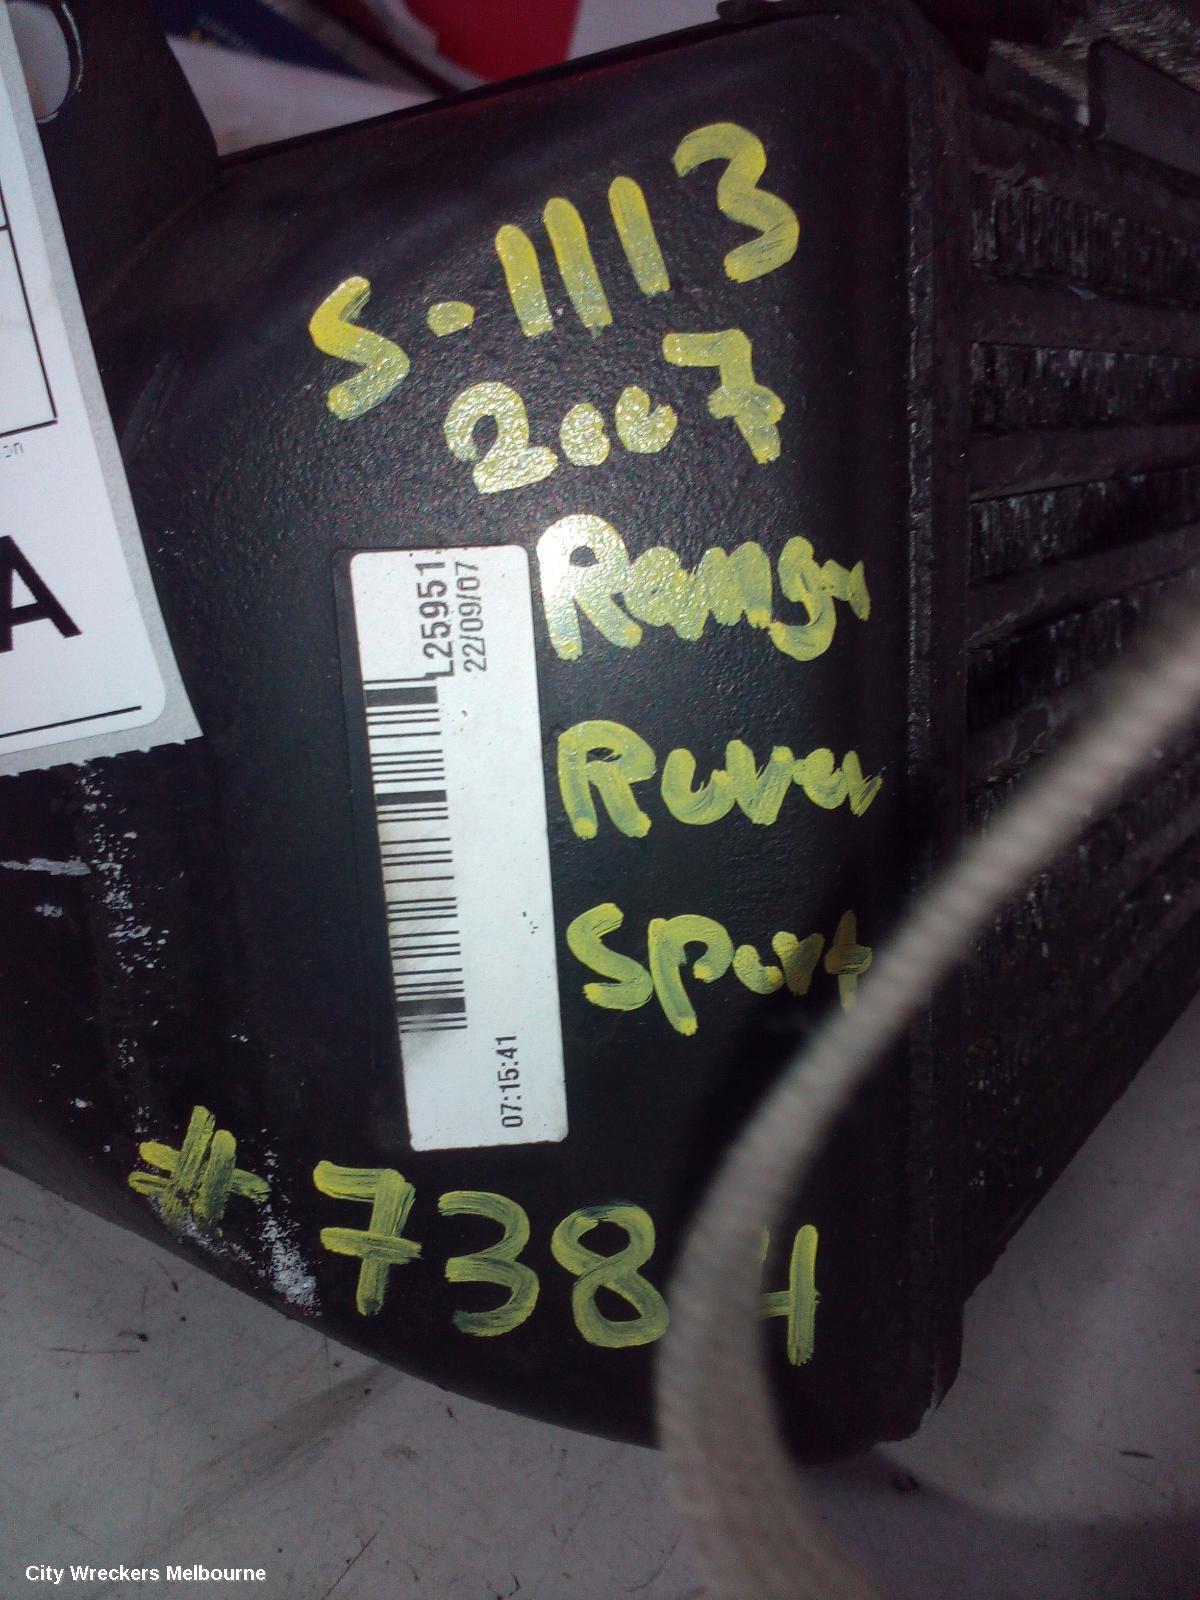 S.1113
2007
Range
Rover
Sport
L25951
22/09/07
07:15:41
A
# 7384
City Wreckers Melbourne